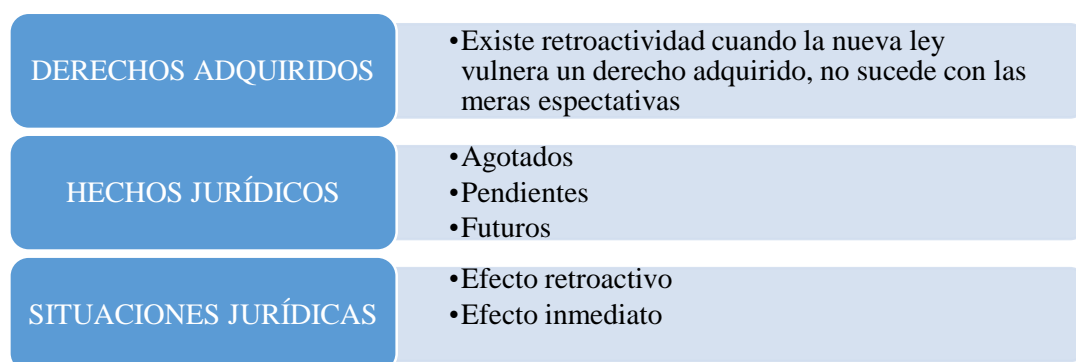 DERECHOS ADQUIRIDOS
•Existe retroactividad cuando la nueva ley
vulnera un derecho adquirido, no sucede con las
meras espectativas
HECHOS JURÍDICOS
•Agotados
•Pendientes
•Futuros
SITUACIONES JURÍDICAS
•Efecto retroactivo
•Efecto inmediato